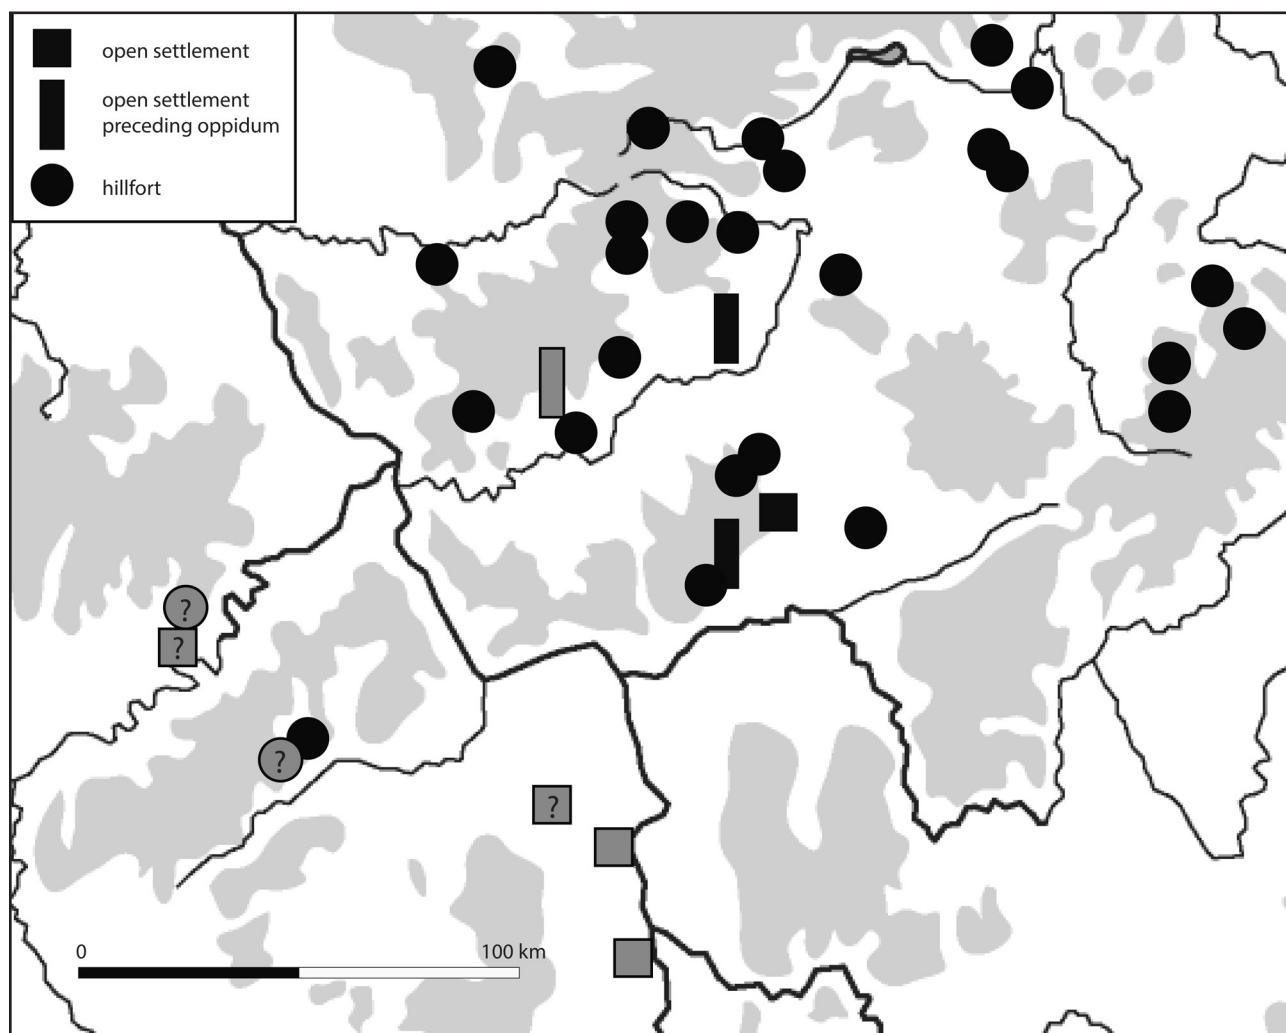 open settlement
open settlement
preceding oppidum
hillfort
?
?
?
?
0 100 km